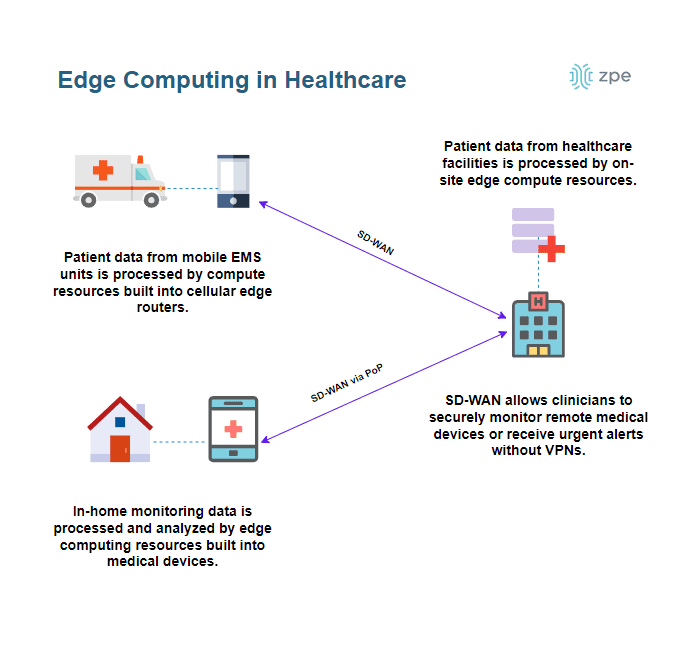 Edge Computing in Healthcare
zpe
Patient data from healthcare
facilities is processed by on-
site edge compute resources.
SD-WAN
Patient data from mobile EMS
units is processed by compute
resources built into cellular edge
routers.
H
SD-WAN via PoP
SD-WAN allows clinicians to
securely monitor remote medical
devices or receive urgent alerts
without VPNs.
In-home monitoring data is
processed and analyzed by edge
computing resources built into
medical devices.